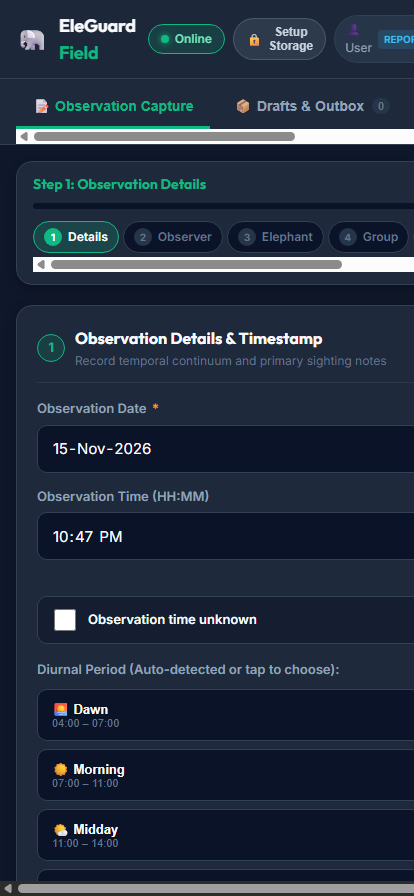 EleGuard
Field
Online
Setup
Storage
User
REPOR
Observation Capture
Drafts & Outbox 0
Step 1: Observation Details
1 Details
2 Observer
3 Elephant
4 Group
1
Observation Details & Timestamp
Record temporal continuum and primary sighting notes
Observation Date *
15-Nov-2026
Observation Time (HH:MM)
10:47 PM
Observation time unknown
Diurnal Period (Auto-detected or tap to choose):
Dawn
04:00 – 07:00
Morning
07:00 – 11:00
Midday
11:00 – 14:00